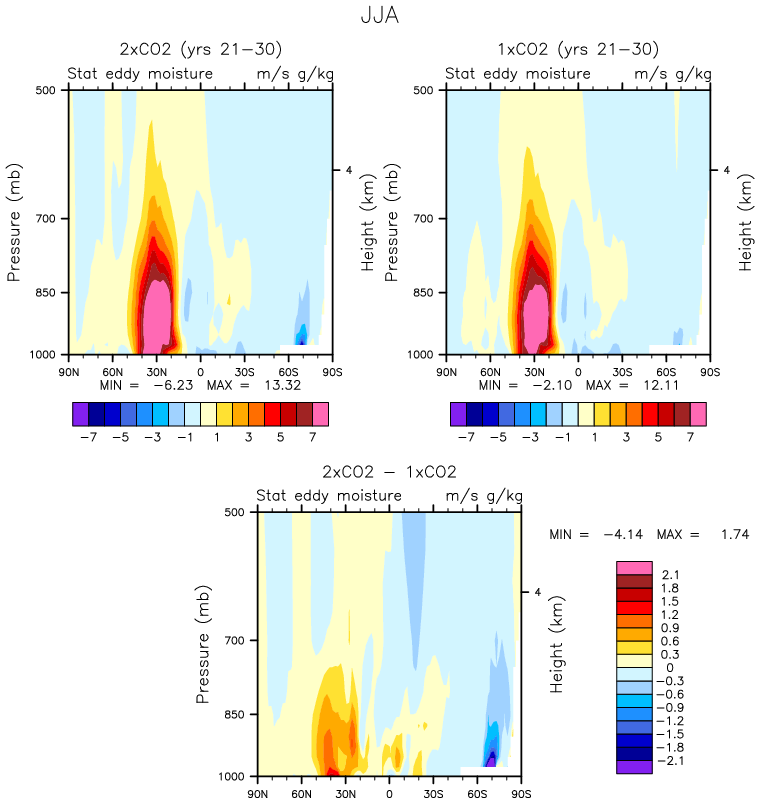 JJA
2xCO2 (yrs 21−30)
Stat eddy moisture m/s g/kg
500
700
850
1000
Pressure (mb)
4
Height (km)
90N 60N 30N 0 30S 60S 90S
MIN = −6.23 MAX = 13.32
−7 −5 −3 −1 1 3 5 7
1xCO2 (yrs 21−30)
Stat eddy moisture m/s g/kg
500
700
850
1000
Pressure (mb)
4
Height (km)
90N 60N 30N 0 30S 60S 90S
MIN = −2.10 MAX = 12.11
−7 −5 −3 −1 1 3 5 7
2xCO2 − 1xCO2
Stat eddy moisture m/s g/kg
500
700
850
1000
Pressure (mb)
4
Height (km)
90N 60N 30N 0 30S 60S 90S
MIN = −4.14 MAX = 1.74
2.1
1.8
1.5
1.2
0.9
0.6
0.3
0
−0.3
−0.6
−0.9
−1.2
−1.5
−1.8
−2.1